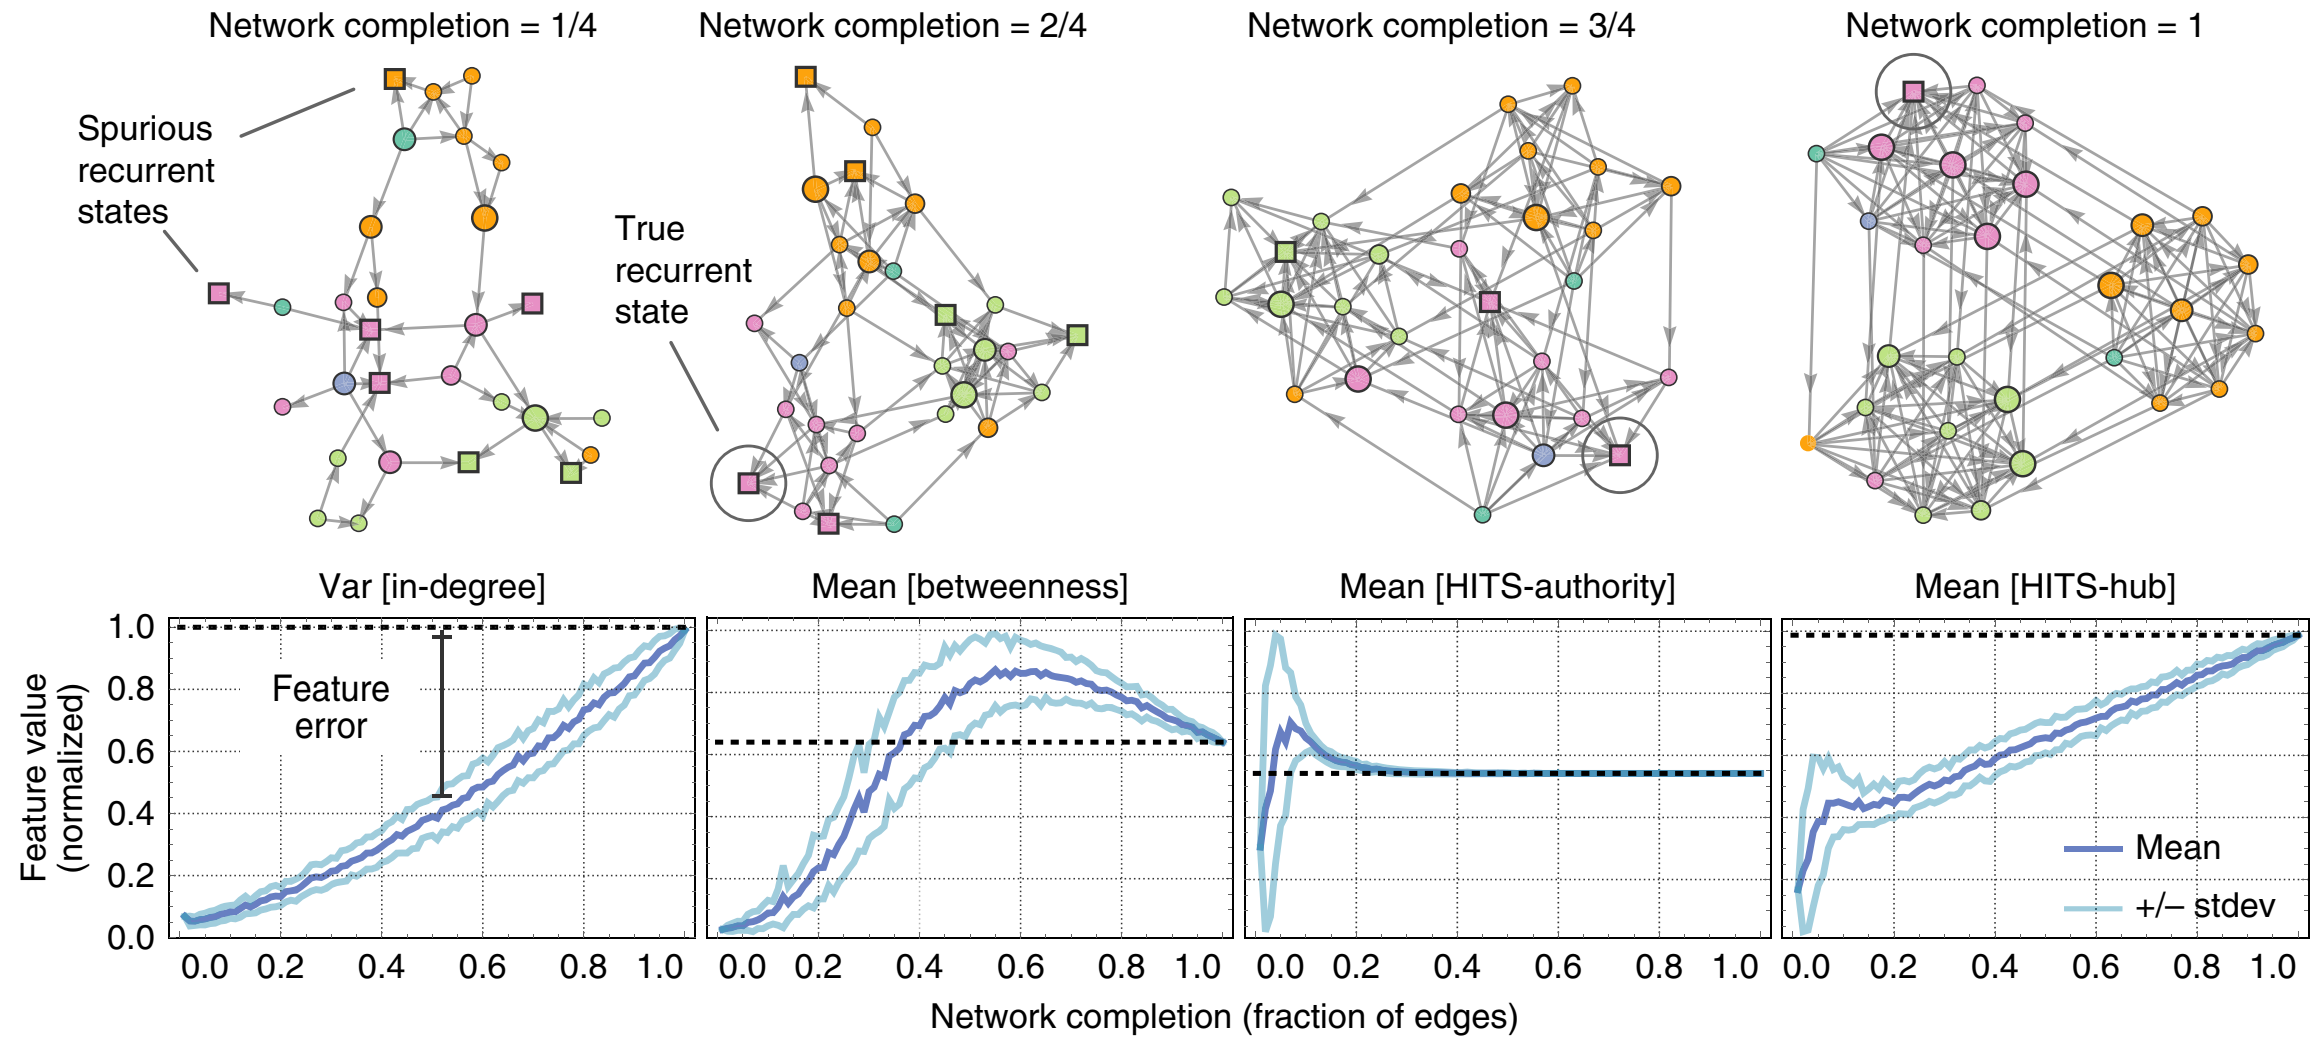 Network completion = 1/4
Network completion = 2/4
Network completion = 3/4
Network completion = 1
Spurious
recurrent
states
True
recurrent
state
Var [in-degree]
Mean [betweenness]
Mean [HITS-authority]
Mean [HITS-hub]
Feature value
(normalized)
1.0
0.8
0.6
0.4
0.2
0.0
Feature
error
Mean
+/– stdev
0.0 0.2 0.4 0.6 0.8 1.0
0.0 0.2 0.4 0.6 0.8 1.0
0.0 0.2 0.4 0.6 0.8 1.0
0.0 0.2 0.4 0.6 0.8 1.0
Network completion (fraction of edges)